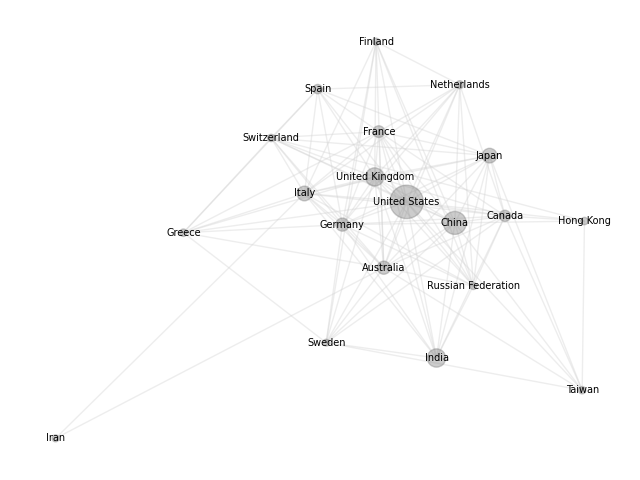 Finland
Netherlands
Spain
France
Switzerland
Japan
United Kingdom
Italy
United States
Canada
Hong Kong
China
Germany
Greece
Australia
Russian Federation
Sweden
India
Taiwan
Iran